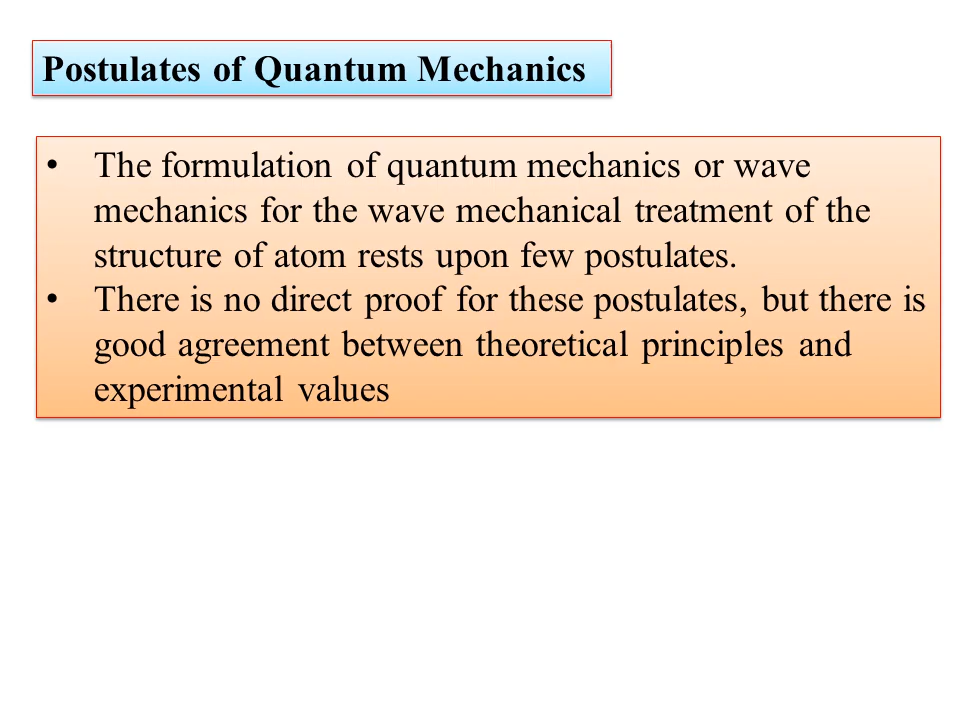 Postulates of Quantum Mechanics
• The formulation of quantum mechanics or wave
mechanics for the wave mechanical treatment of the
structure of atom rests upon few postulates.
• There is no direct proof for these postulates, but there is
good agreement between theoretical principles and
experimental values